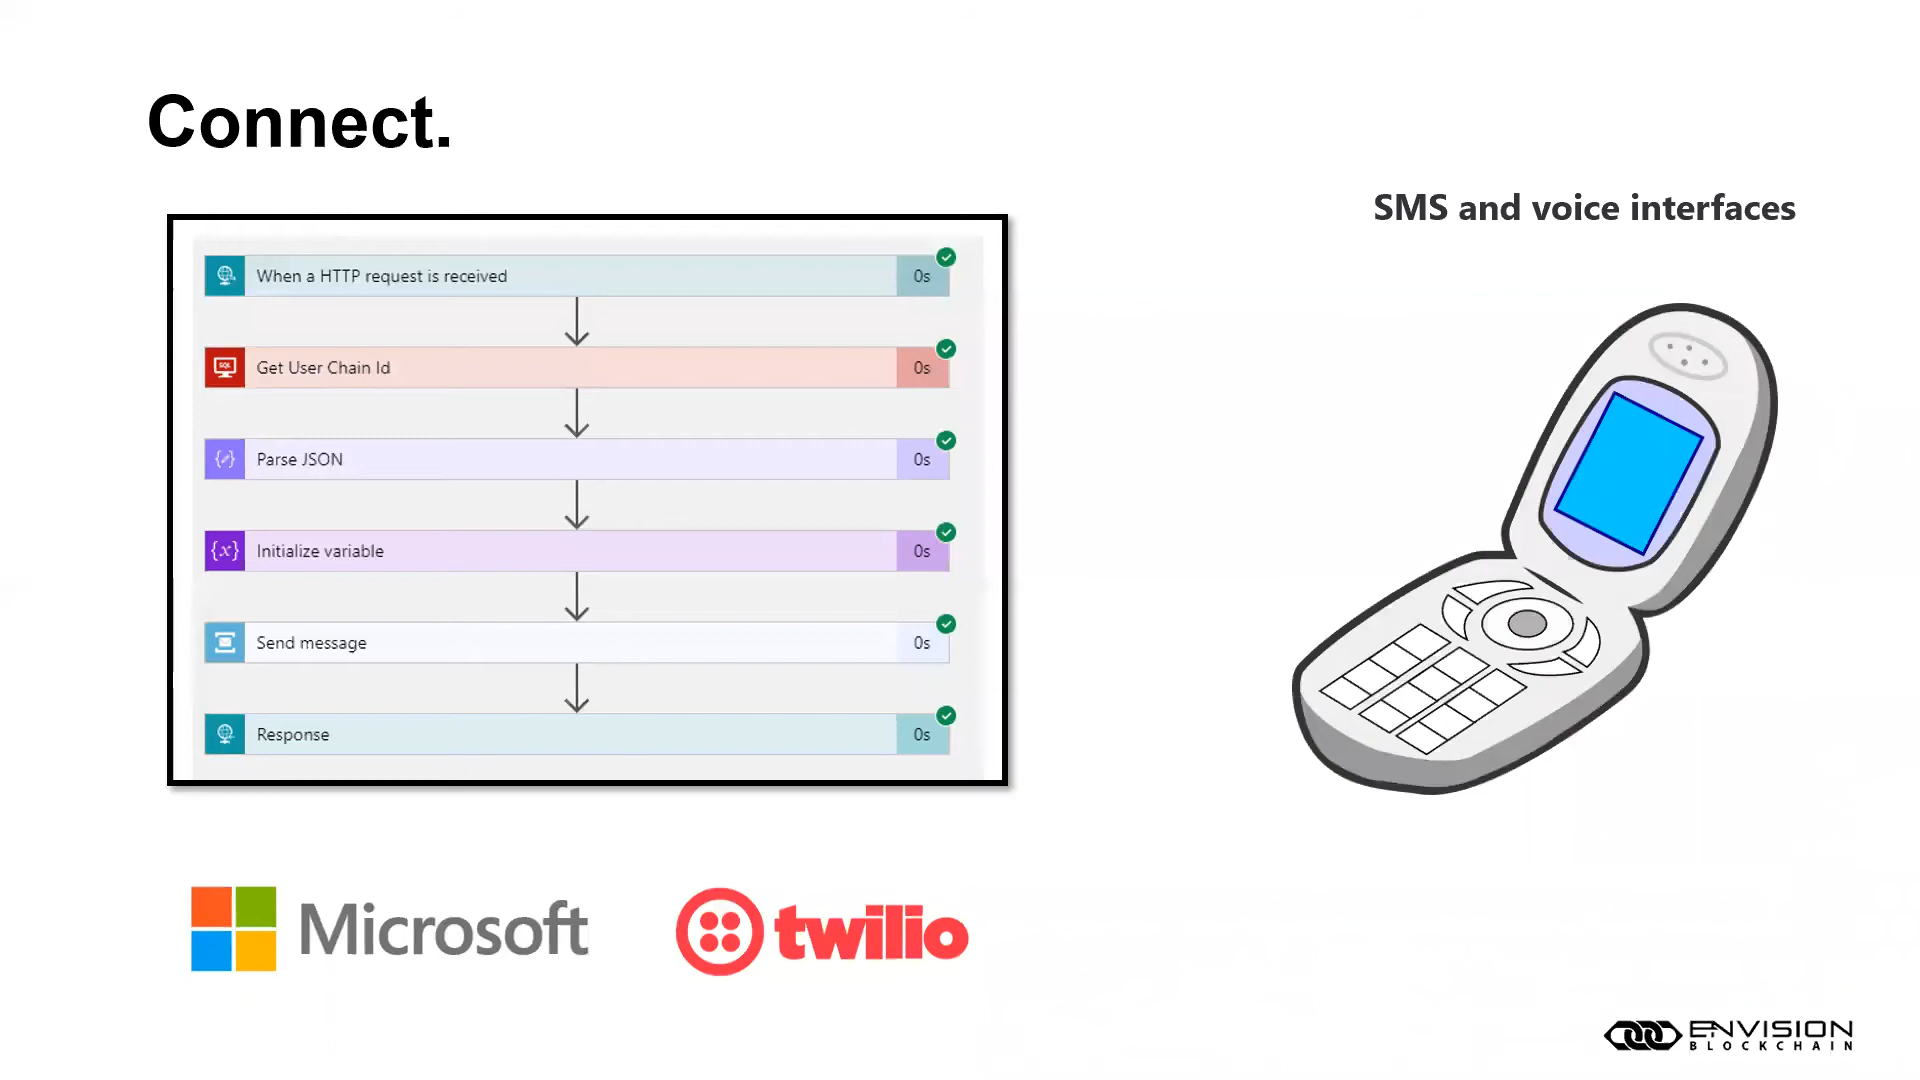 Connect.
SMS and voice interfaces
When a HTTP request is received 0s
SQL
Get User Chain Id 0s
Parse JSON 0s
{x} Initialize variable 0s
Send message 0s
Response 0s
Microsoft
twilio
ENVISION
BLOCKCHAIN